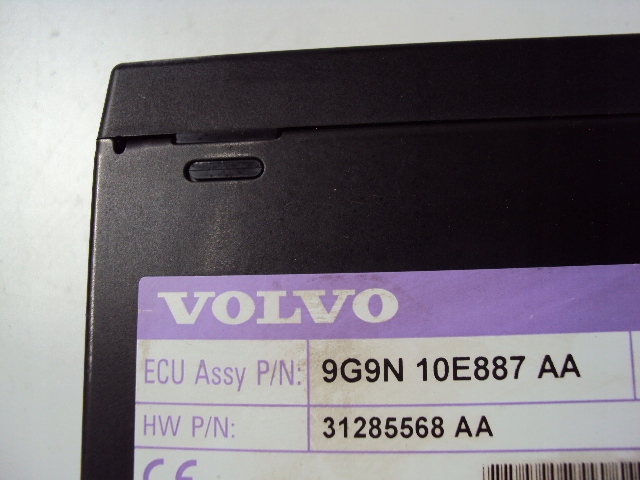 VOLVO
ECU Assy P/N: 9G9N 10E887 AA
HW P/N: 31285568 AA
CE